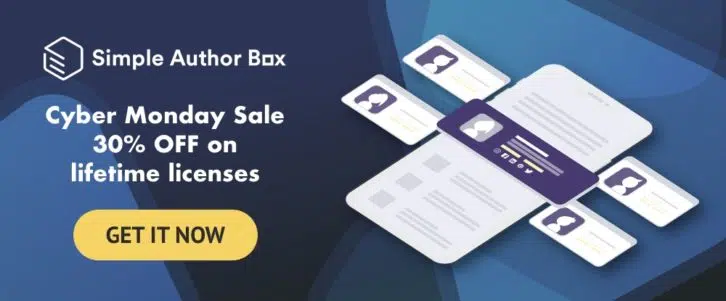 Simple Author Box
Cyber Monday Sale
30% OFF on
lifetime licenses
GET IT NOW